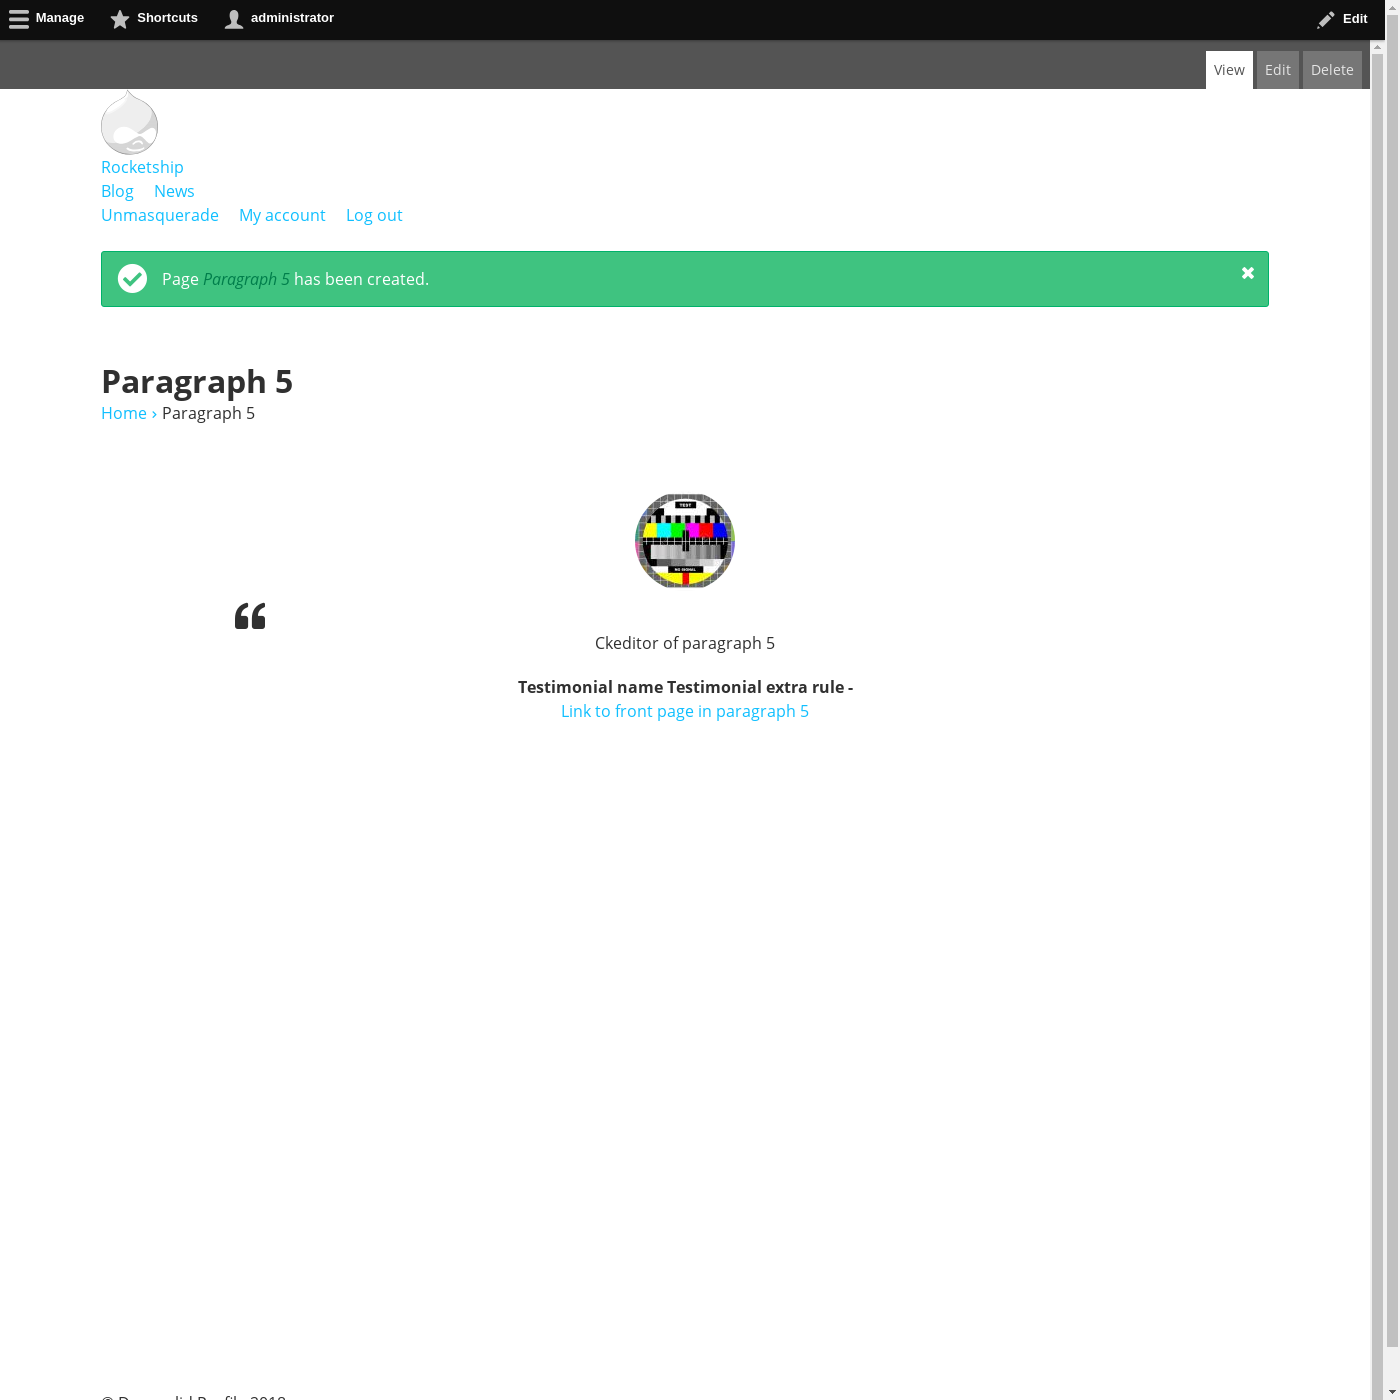 Manage Shortcuts administrator Edit
View Edit Delete
Rocketship
Blog News
Unmasquerade My account Log out
Page Paragraph 5 has been created.
Paragraph 5
Home › Paragraph 5
TEST
NO SIGNAL
“
Ckeditor of paragraph 5
Testimonial name Testimonial extra rule -
Link to front page in paragraph 5